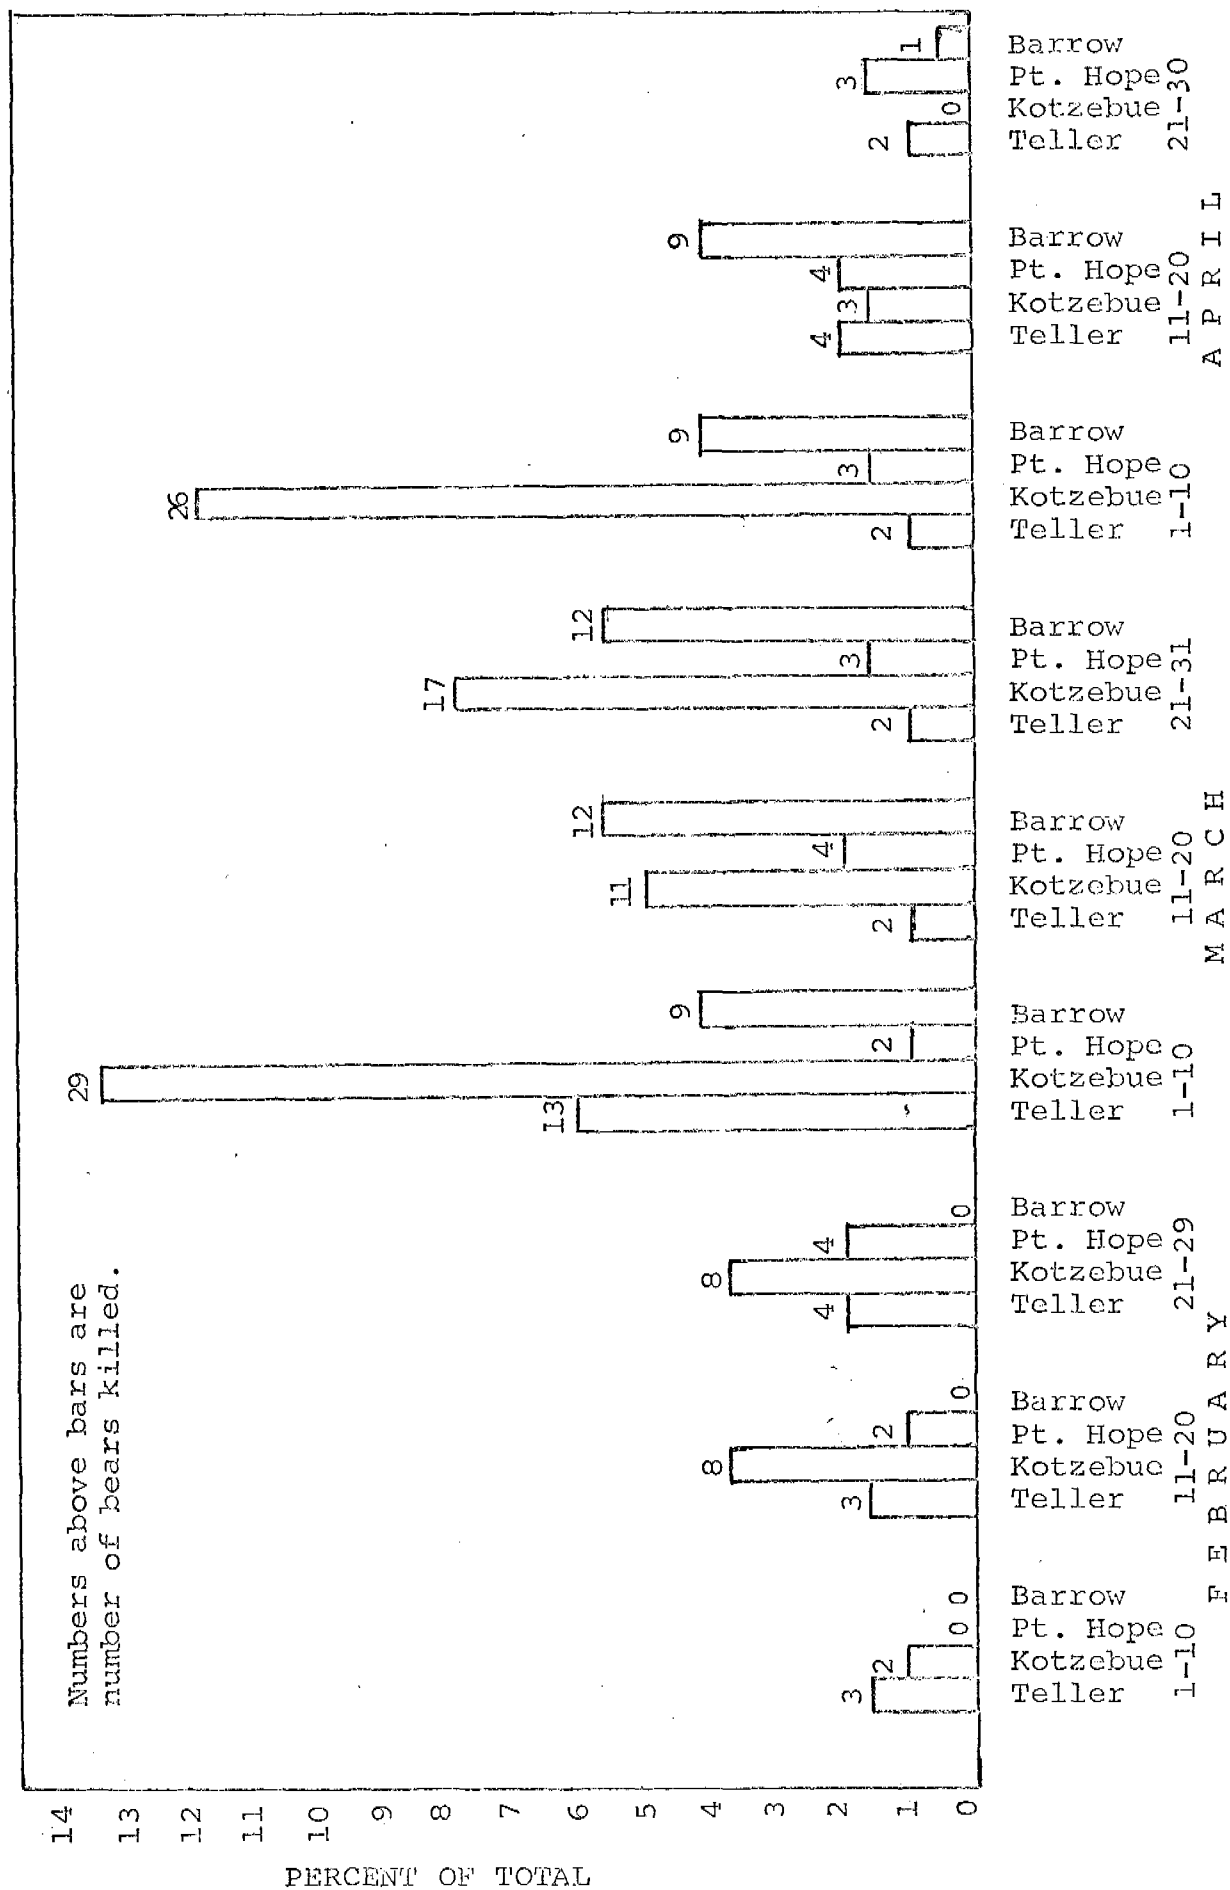 PERCENT OF TOTAL
14
13
12
11
10
9
8
7
6
5
4
3
2
1
0
Numbers above bars are
number of bears killed.
3
2
0
0
3
8
2
0
4
8
4
0
13
29
2
9
2
11
4
12
2
17
3
12
2
26
3
9
4
3
4
9
2
0
3
1
Teller
Kotzebue
Pt. Hope
Barrow
Teller
Kotzebue
Pt. Hope
Barrow
Teller
Kotzebue
Pt. Hope
Barrow
Teller
Kotzebue
Pt. Hope
Barrow
Teller
Kotzebue
Pt. Hope
Barrow
Teller
Kotzebue
Pt. Hope
Barrow
Teller
Kotzebue
Pt. Hope
Barrow
Teller
Kotzebue
Pt. Hope
Barrow
Teller
Kotzebue
Pt. Hope
Barrow
1-10 11-20 21-29 1-10 11-20 21-31 1-10 11-20 21-30
FEBRUARY MARCH APRIL